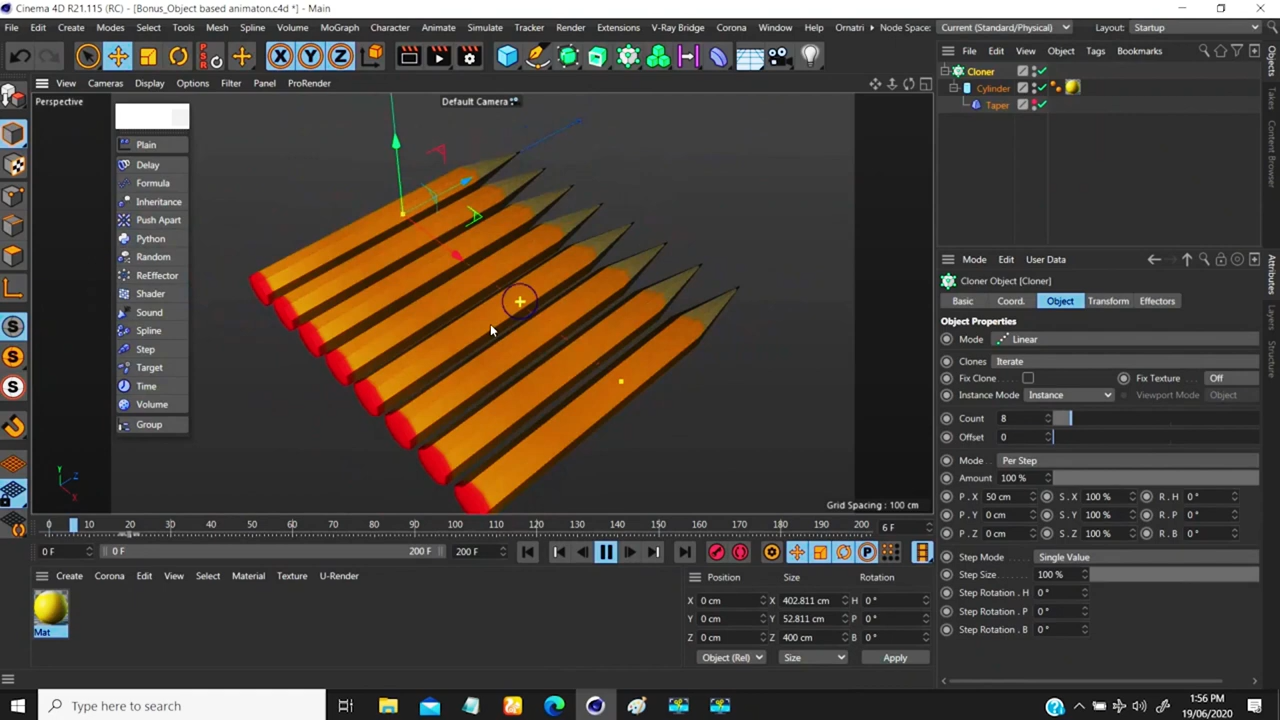 Cinema 4D R21.115 (RC) - [Bonus_Object based animaton.c4d *] - Main
File Edit Create Modes Select Tools Mesh Spline Volume MoGraph Character Animate Simulate Tracker Render Extensions V-Ray Bridge Corona Window Help Ornatri Node Space: Current (Standard/Physical) Layout: Startup
X Y Z
File Edit View Object Tags Bookmarks
View Cameras Display Options Filter Panel ProRender
Perspective
Default Camera
Cloner
Cylinder
Taper
Plain
Delay
Formula
Inheritance
Push Apart
Python
Random
ReEffector
Shader
Sound
Spline
Step
Target
Time
Volume
Group
Objects
Takes
Content Browser
Mode Edit User Data
Cloner Object [Cloner]
Basic Coord. Object Transform Effectors
Object Properties
Mode Linear
Clones Iterate
Fix Clone Fix Texture Off
Instance Mode Instance Viewport Mode Object
Count 8
Offset 0
Mode Per Step
Amount 100 %
P . X 50 cm S . X 100 % R . H 0 °
P . Y 0 cm S . Y 100 % R . P 0 °
P . Z 0 cm S . Z 100 % R . B 0 °
Step Mode Single Value
Step Size 100 %
Step Rotation . H 0 °
Step Rotation . P 0 °
Step Rotation . B 0 °
Attributes
Layers
Structure
Y Z X
Grid Spacing : 100 cm
0 10 20 30 40 50 60 70 80 90 100 110 120 130 140 150 160 170 180 190 200 6 F
0 F 0 F 200 F 200 F
Create Corona Edit View Select Material Texture U-Render
Mat
Position Size Rotation
X 0 cm X 402.811 cm H 0 °
Y 0 cm Y 52.811 cm P 0 °
Z 0 cm Z 400 cm B 0 °
Object (Rel) Size Apply
Type here to search
1:56 PM
19/06/2020